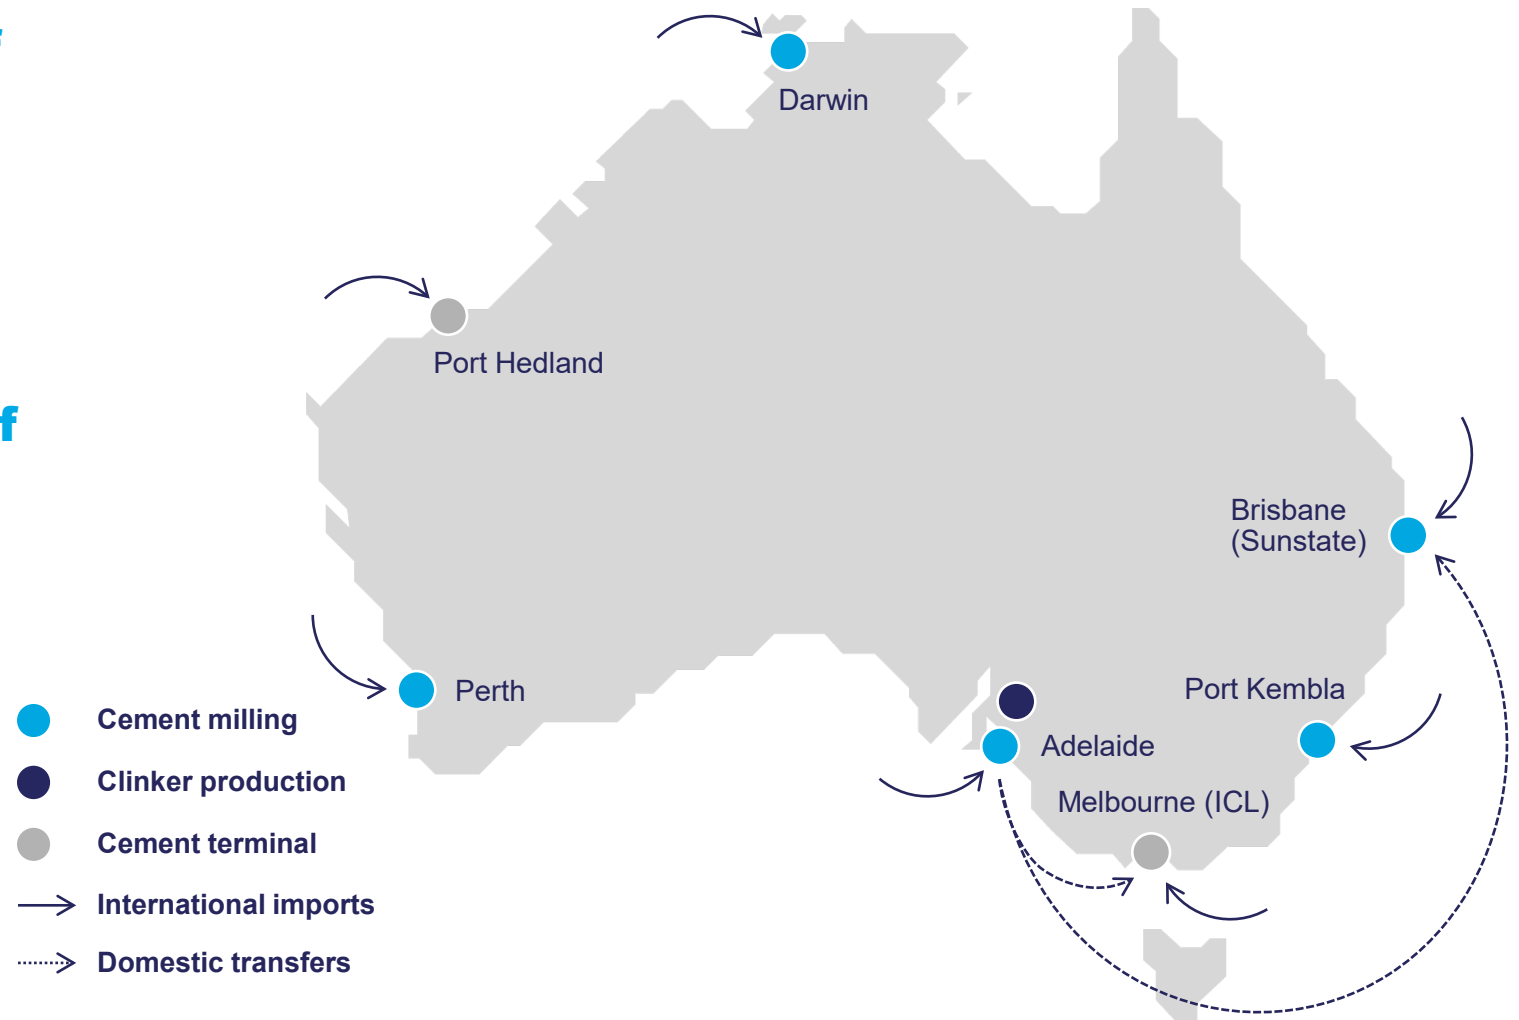 f
f
Darwin
Port Hedland
Brisbane
(Sunstate)
Perth
Port Kembla
Adelaide
Melbourne (ICL)
Cement milling
Clinker production
Cement terminal
International imports
Domestic transfers